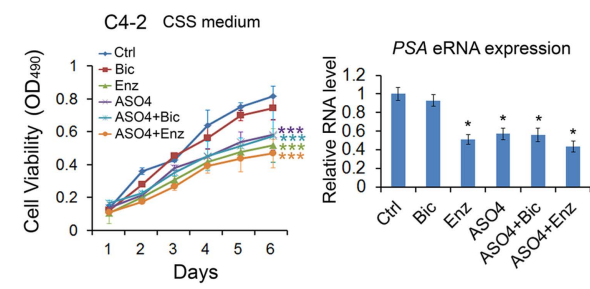 C4-2 CSS medium
Cell Viability (OD490)
1
0.8
0.6
0.4
0.2
0
Ctrl
Bic
Enz
ASO4
ASO4+Bic
ASO4+Enz
***
***
***
***
1 2 3 4 5 6
Days
PSA eRNA expression
Relative RNA level
1.2
1
0.8
0.6
0.4
0.2
0
* * * *
Ctrl
Bic
Enz
ASO4
ASO4+Bic
ASO4+Enz